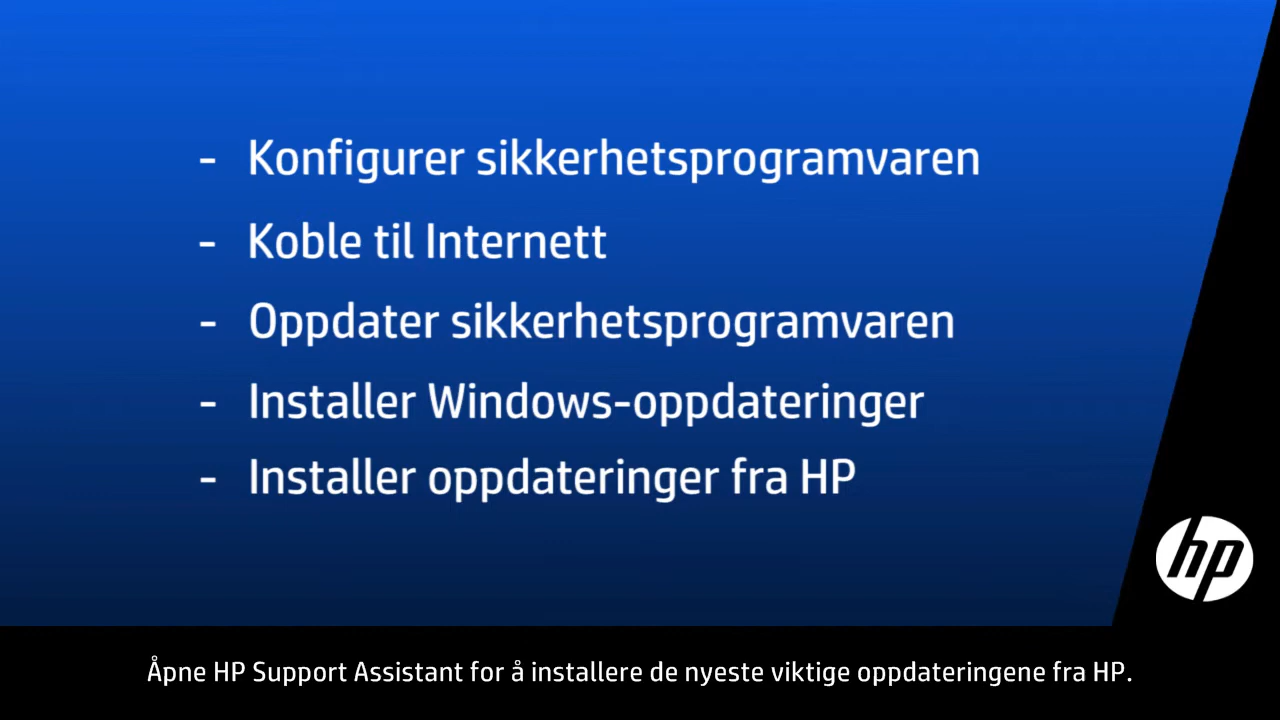 - Konfigurer sikkerhetsprogramvaren
- Koble til Internett
- Oppdater sikkerhetsprogramvaren
- Installer Windows-oppdateringer
- Installer oppdateringer fra HP
hp
Åpne HP Support Assistant for å installere de nyeste viktige oppdateringene fra HP.